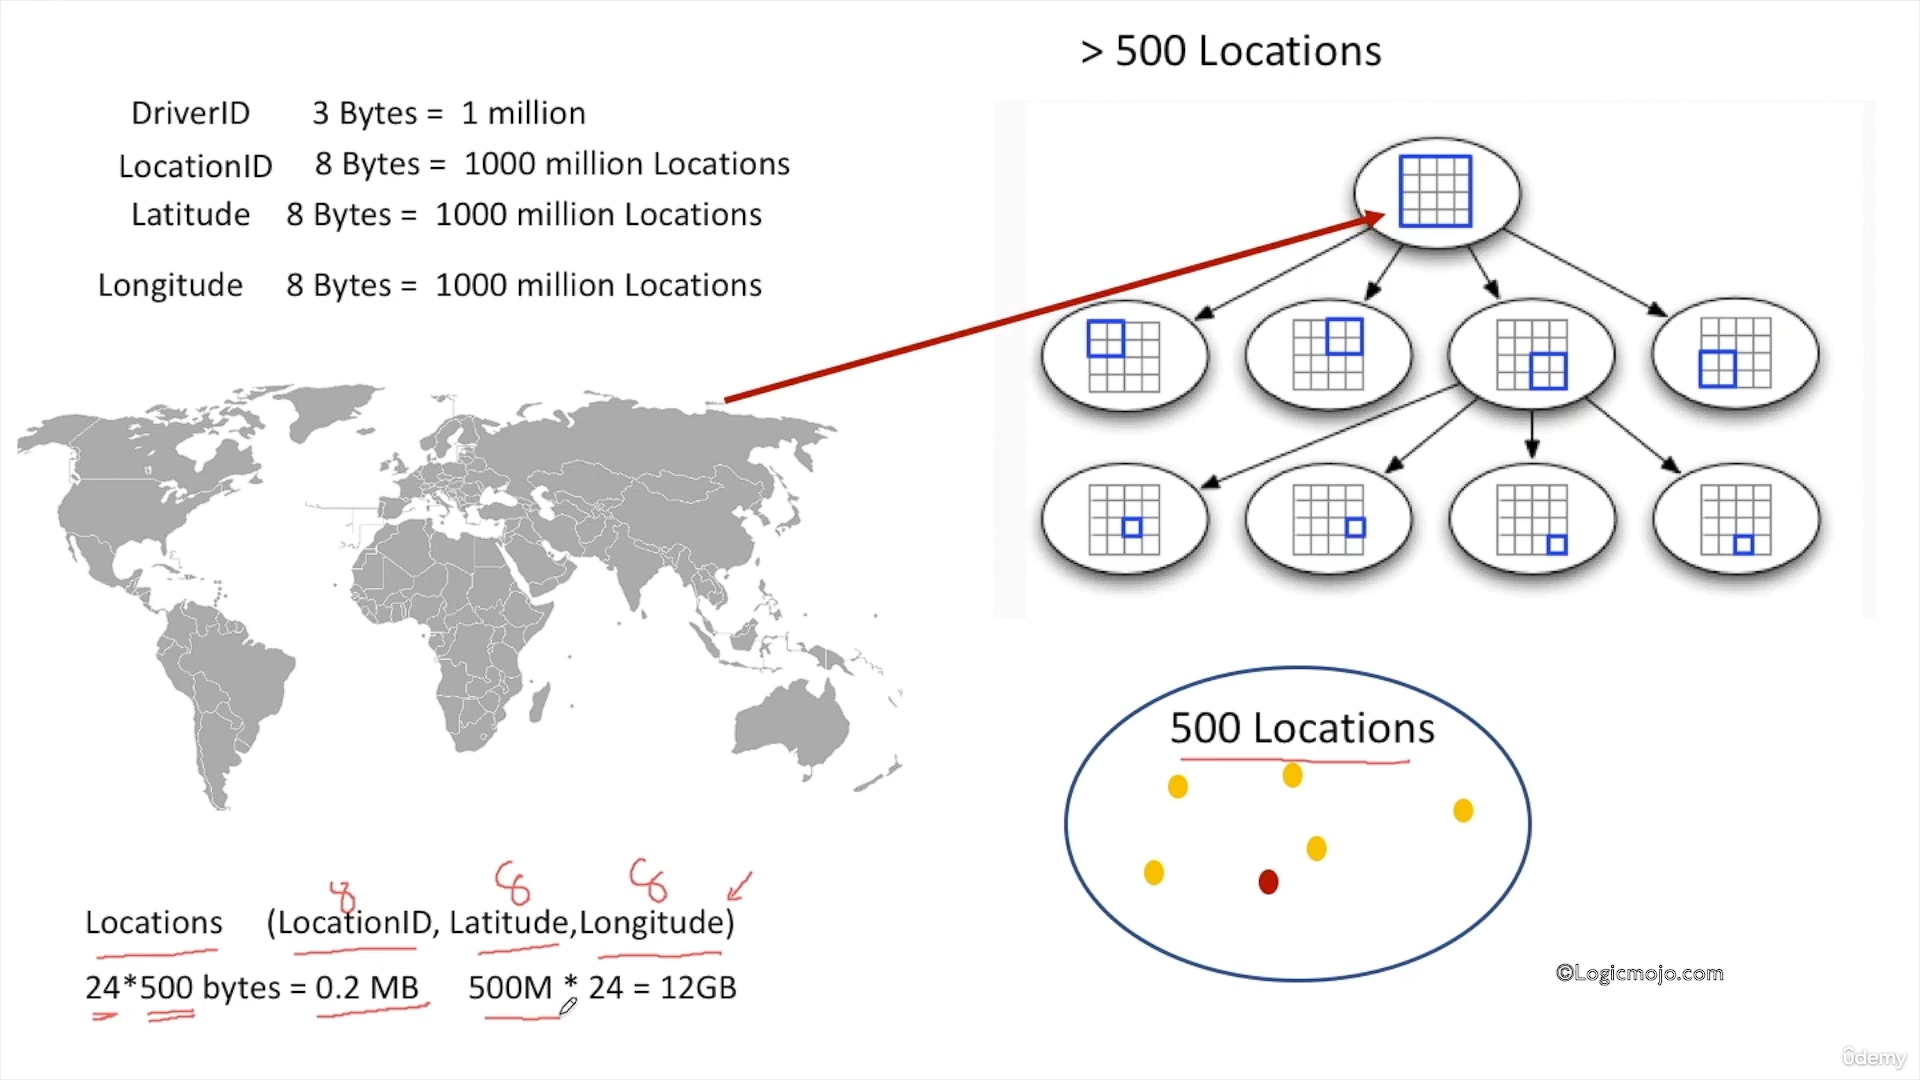 > 500 Locations
DriverID 3 Bytes = 1 million
LocationID 8 Bytes = 1000 million Locations
Latitude 8 Bytes = 1000 million Locations
Longitude 8 Bytes = 1000 million Locations
500 Locations
8 8 8
Locations (LocationID, Latitude,Longitude)
24*500 bytes = 0.2 MB 500M * 24 = 12GB
©Logicmojo.com
ûdemy